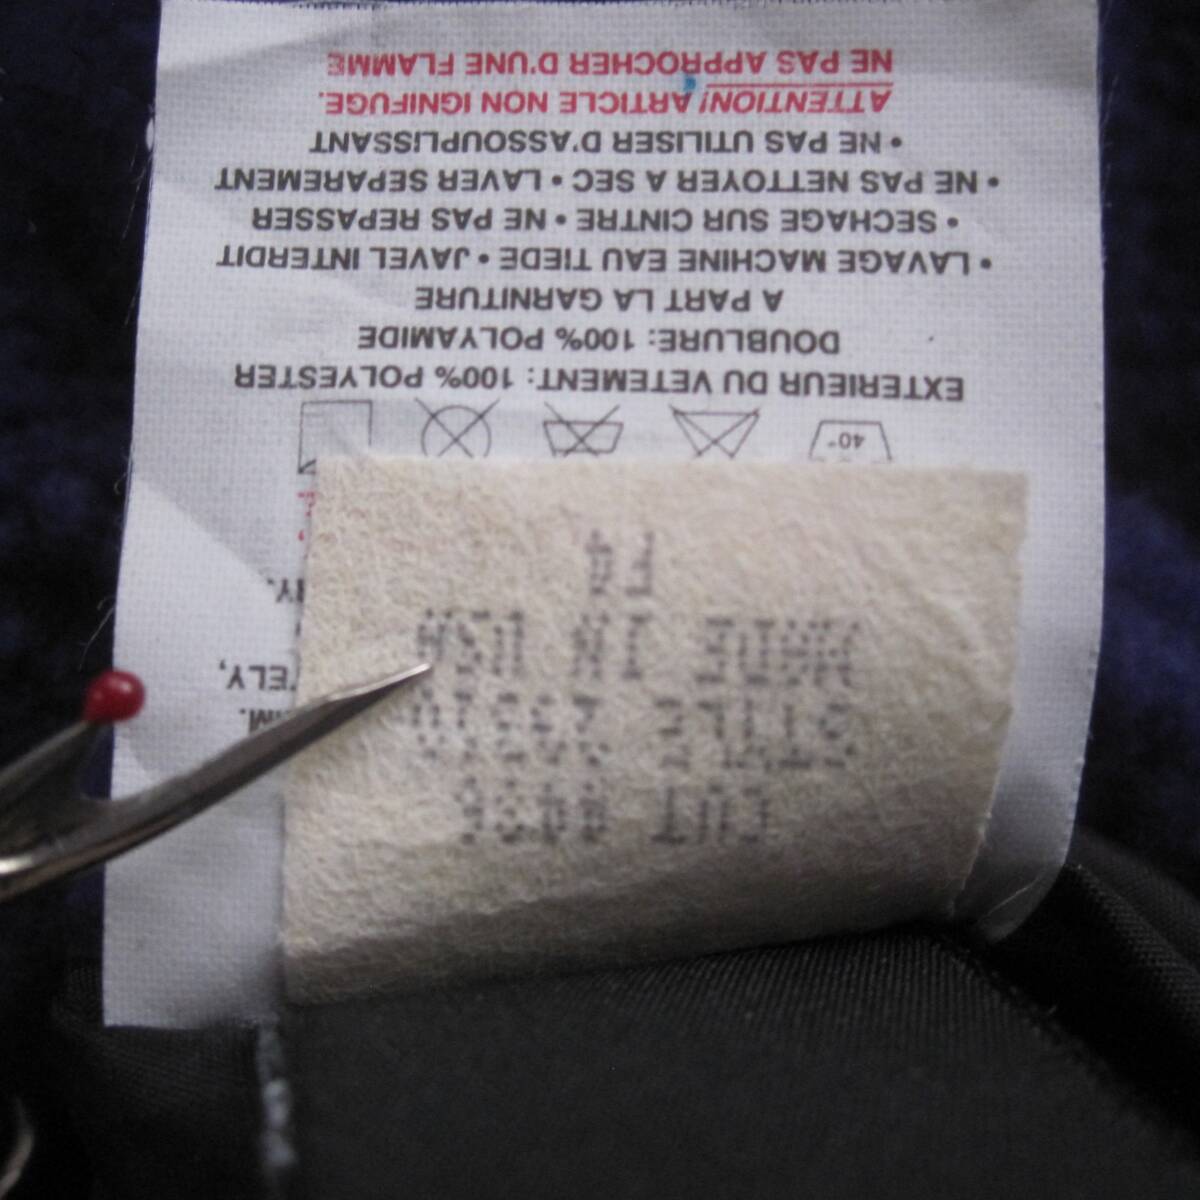 CUT 4436
STYLE 25520
MADE IN USA
F4
40°
EXTERIEUR DU VETEMENT: 100% POLYESTER
DOUBLURE: 100% POLYAMIDE
A PART LA GARNITURE
• LAVAGE MACHINE EAU TIEDE • JAVEL INTERDIT
• SECHAGE SUR CINTRE • NE PAS REPASSER
• NE PAS NETTOYER A SEC • LAVER SEPAREMENT
• NE PAS UTILISER D'ASSOUPLISSANT
ATTENTION! ARTICLE NON IGNIFUGE.
NE PAS APPROCHER D'UNE FLAMME